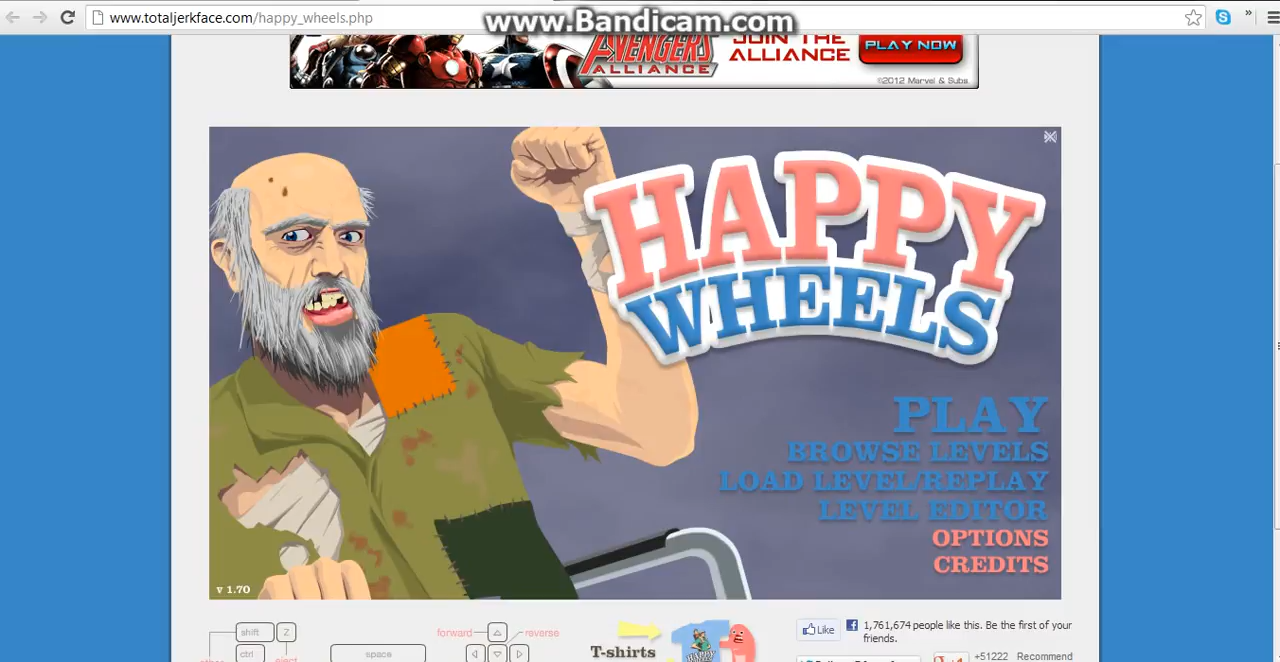 www.totaljerkface.com/happy_wheels.php
www.Bandicam.com
AVENGERS
ALLIANCE
JOIN THE
ALLIANCE
PLAY NOW
©2012 Marvel & Subs
HAPPY
WHEELS
PLAY
BROWSE LEVELS
LOAD LEVEL/REPLAY
LEVEL EDITOR
OPTIONS
CREDITS
v 1.70
shift
Z
ctrl
eject
space
forward
reverse
T-shirts
HAPPY
Like
1,761,674 people like this. Be the first of your
friends.
+51222 Recommend